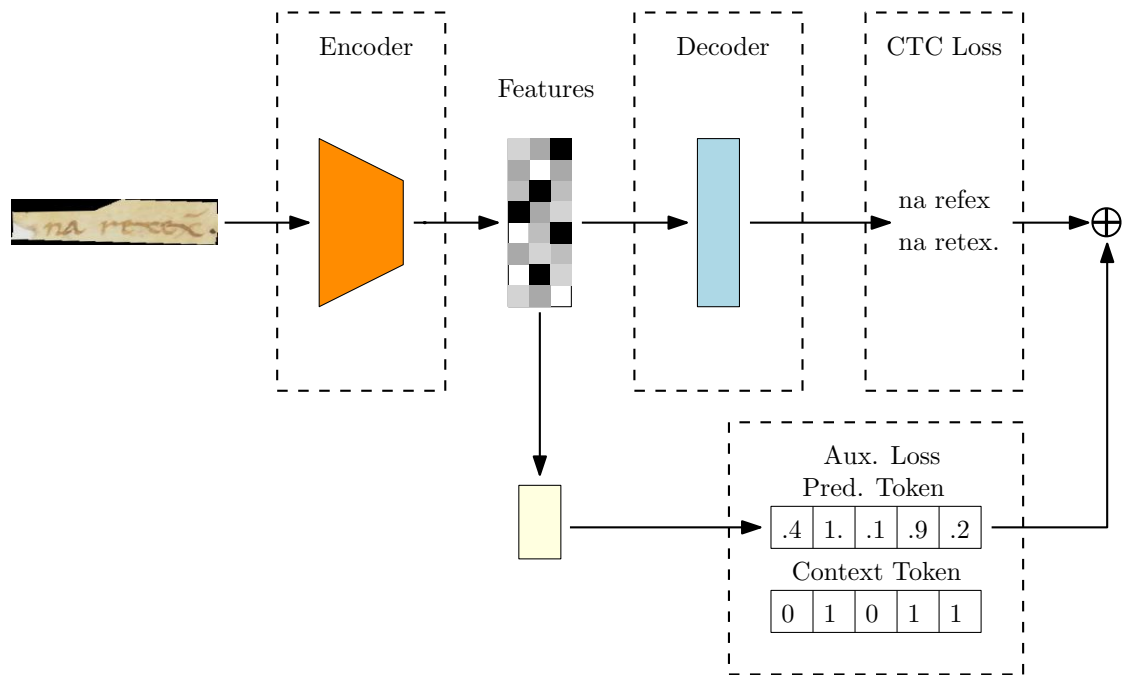 Encoder
Decoder
CTC Loss
Features
na
na refex
na retex.
Aux. Loss
Pred. Token
.4 1. .1 .9 .2
Context Token
0 1 0 1 1